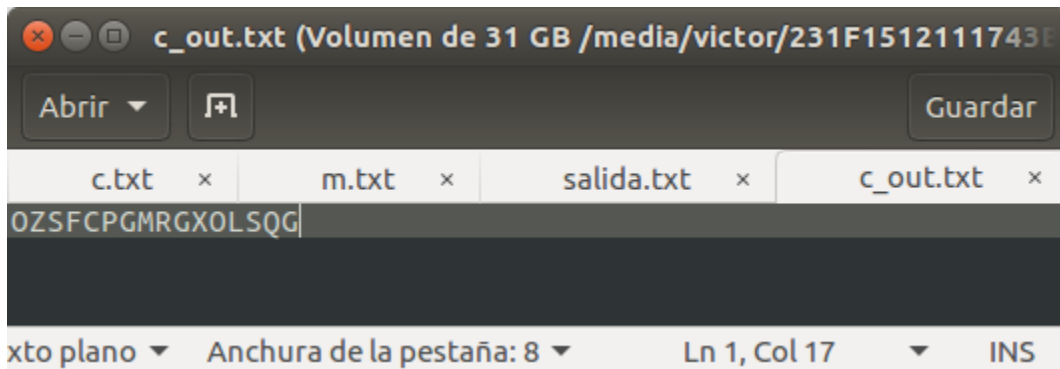 c_out.txt (Volumen de 31 GB /media/victor/231F1512111743
Abrir Guardar
c.txt × m.txt × salida.txt × c_out.txt ×
OZSFCPGMRGXOLSQG
xto plano Anchura de la pestaña: 8 Ln 1, Col 17 INS